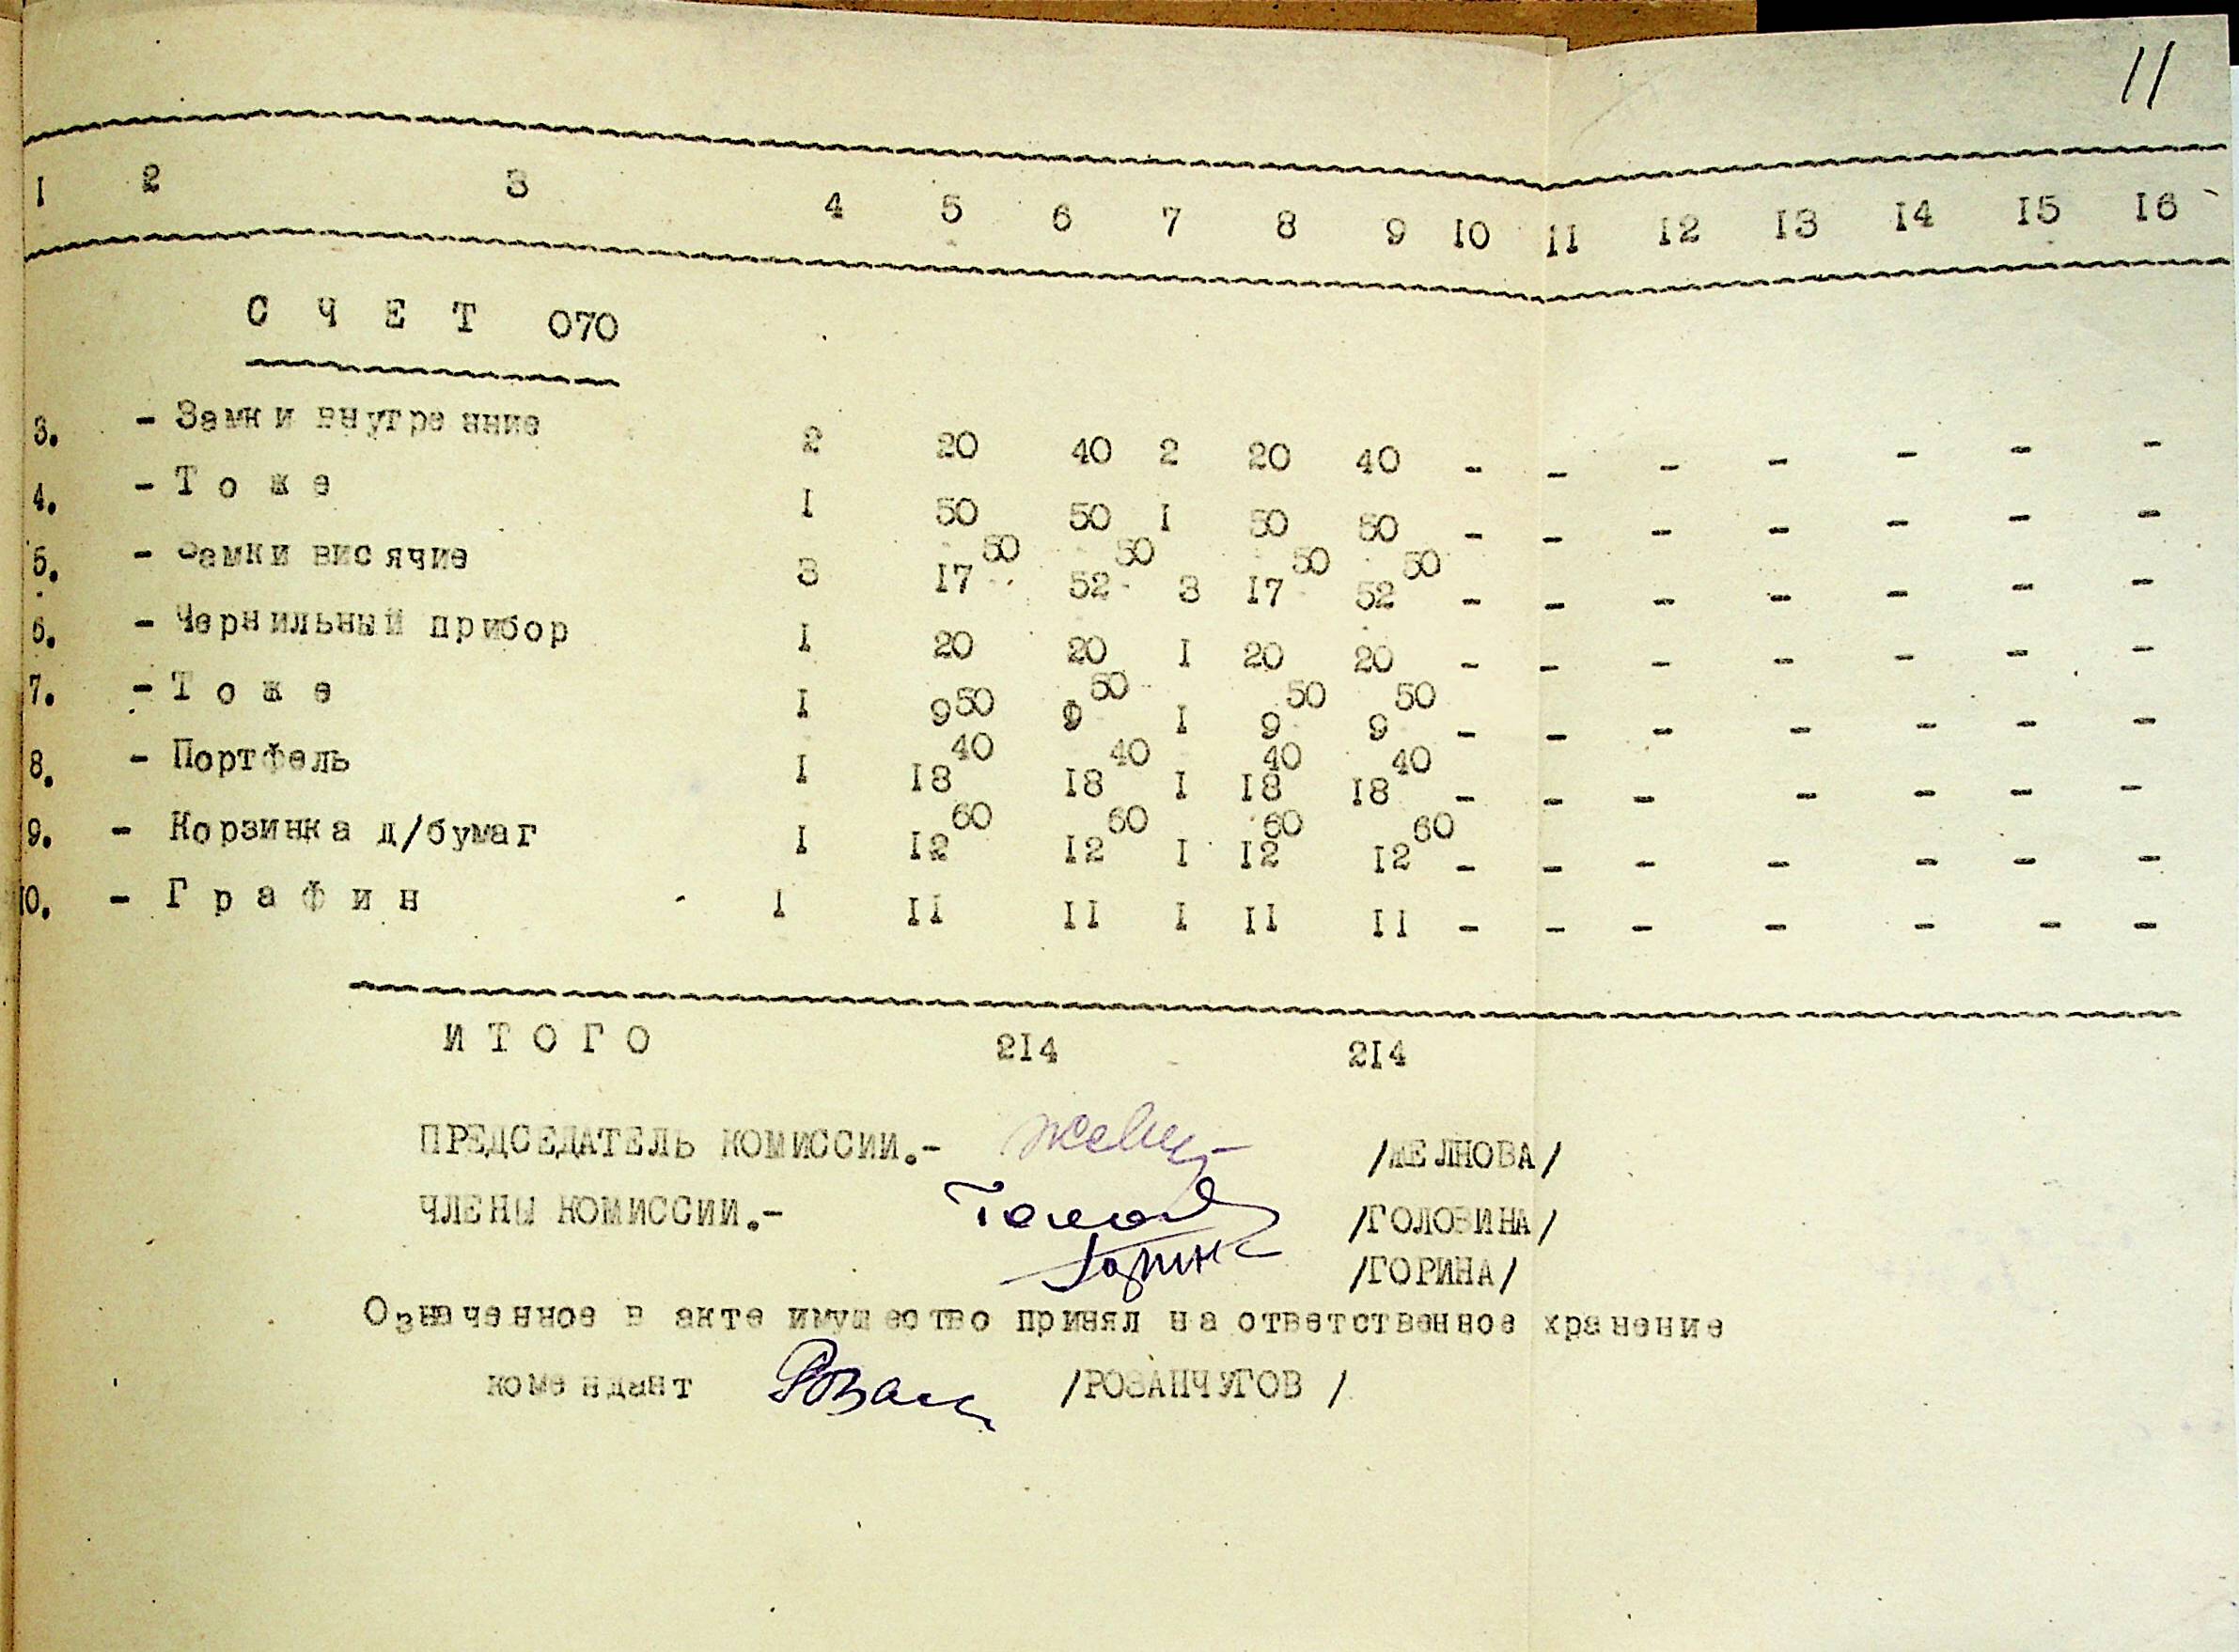 11
1 2 3 4 5 6 7 8 9 10 11 12 13 14 15 16
СЧЕТ 070
3. - Замки внутренние 2 20 40 2 20 40 - - - - - - -
4. - Тоже 1 50 50 1 50 50 - - - - - - -
5. - Замки висячие 3 17 50 52 50 3 17 50 52 50 - - - - - - -
6. - Чернильный прибор 1 20 20 1 20 20 - - - - - - -
7. - Тоже 1 9 50 9 50 1 9 50 9 50 - - - - - - -
8. - Портфель 1 18 40 18 40 1 18 40 18 40 - - - - - - -
9. - Корзинка д/бумаг 1 12 60 12 60 1 12 60 12 60 - - - - - - -
10. - Графин 1 11 11 1 11 11 - - - - - - -
ИТОГО 214 214
ПРЕДСЕДАТЕЛЬ КОМИССИИ.-
ЧЛЕНЫ КОМИССИИ.- /ГОЛОВИНА/
/ГОРИНА/
Означенное в акте имущество принял на ответственное хранение
комендант Розан /РОЗАНЧУГОВ/